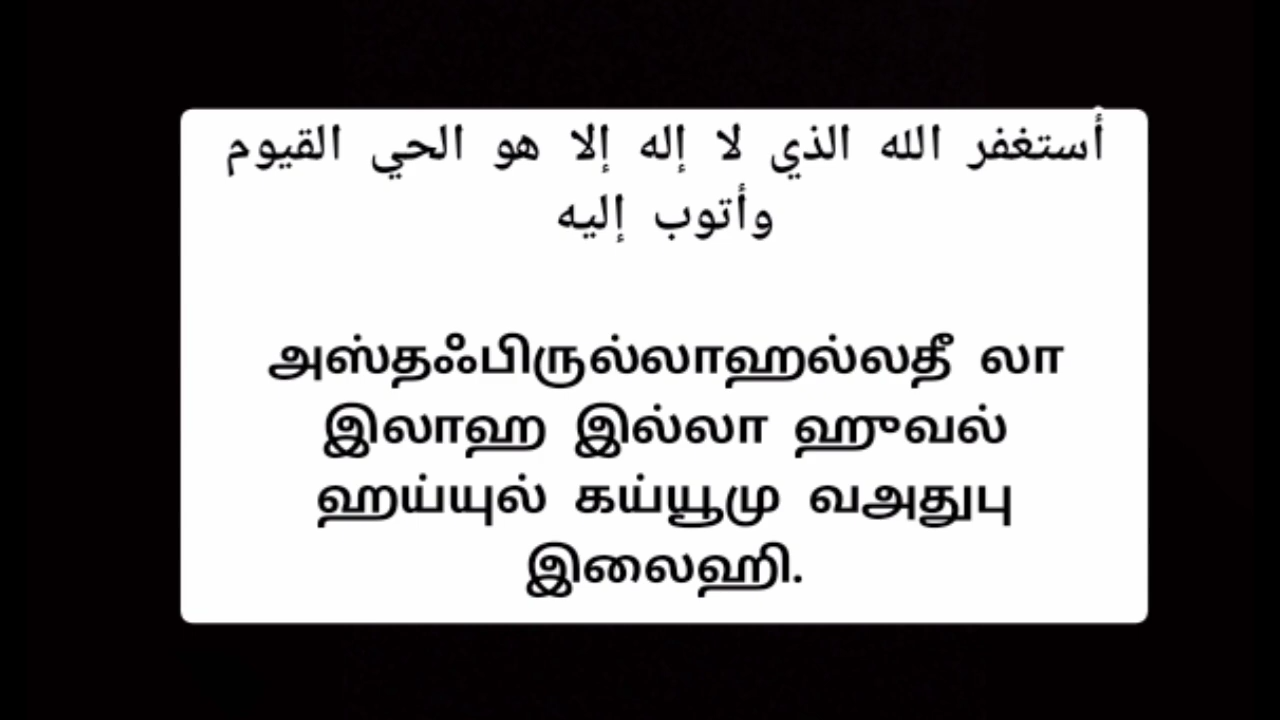 أستغفر الله الذي لا إله إلا هو الحي القيوم
وأتوب إليه
அஸ்தஃபிருல்லாஹல்லதீ லா
இலாஹ இல்லா ஹுவல்
ஹய்யுல் கய்யூமு வஅதுபு
இலைஹி.